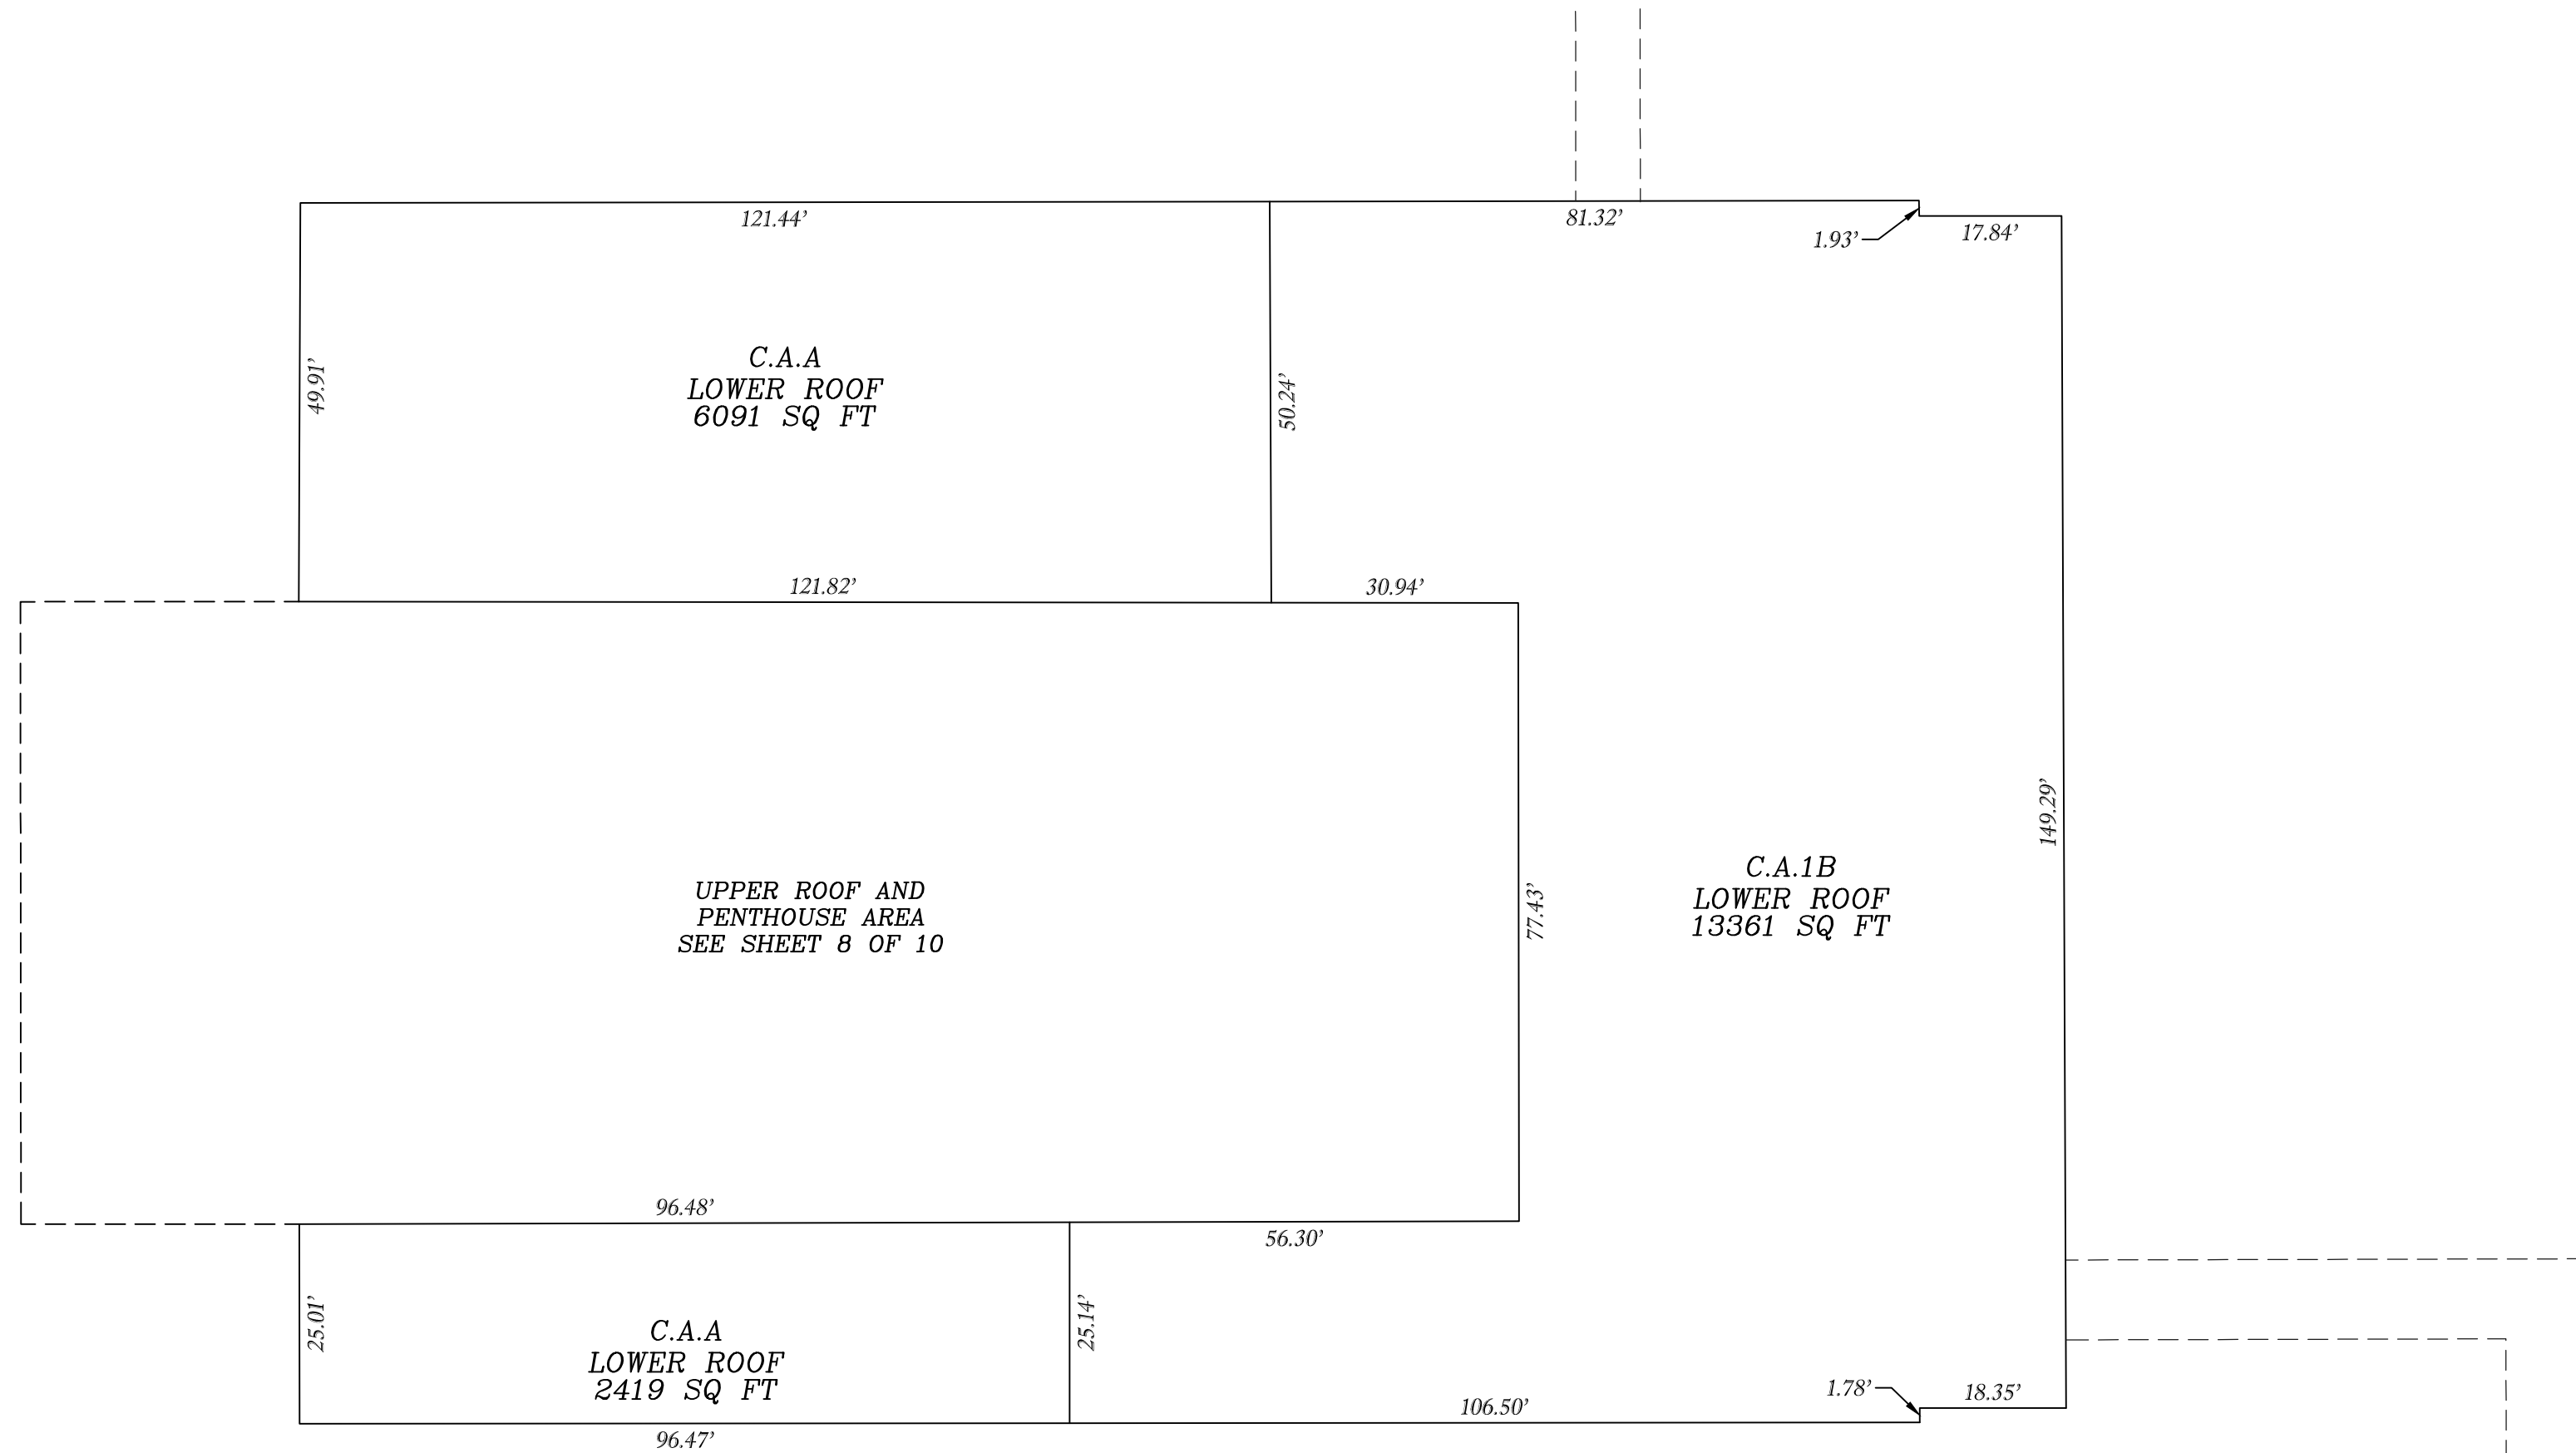 121.44’
81.32’
1.93’
17.84’
49.91’
C.A.A
LOWER ROOF
6091 SQ FT
50.24’
121.82’
30.94’
149.29’
C.A.1B
LOWER ROOF
13361 SQ FT
UPPER ROOF AND
PENTHOUSE AREA
SEE SHEET 8 OF 10
77.43’
96.48’
56.30’
25.01’
C.A.A
LOWER ROOF
2419 SQ FT
25.14’
1.78’
18.35’
106.50’
96.47’